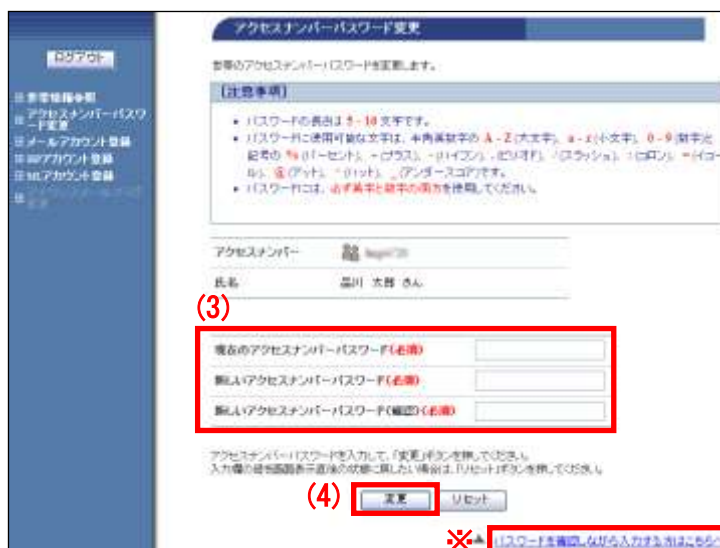 アクセスナンバーパスワード変更
ログアウト
世帯のアクセスナンバーパスワードを変更します。
アクセスナンバーパスワ
ード変更
メールアカウント登録
[注意事項]
パスワードの長さは5-10文字です。
パスワードに使用可能な文字は、半角英数字の A-Z(大文字)、a-z(小文字)、0-9(数字)と
記号の %(パーセント)、+(プラス)、-(ハイフン)、.(ピリオド)、/(スラッシュ)、:(コロン)、=(イコー
ル)、@(アット)、^(ハット)、_(アンダースコア)です。
パスワードには、必ず英字と数字の両方を使用してください。
アクセスナンバー
氏名
品川 太郎 さん
(3)
現在のアクセスナンバーパスワード(必須)
新しいアクセスナンバーパスワード(必須)
新しいアクセスナンバーパスワード(確認)(必須)
アクセスナンバーパスワードを入力して、「変更」ボタンを押してください。
入力欄の値を画面表示直後の状態に戻したい場合は、「リセット」ボタンを押してください。
(4)
変更
リセット
※▲
パスワードを確認しながら入力する方はこちらへ